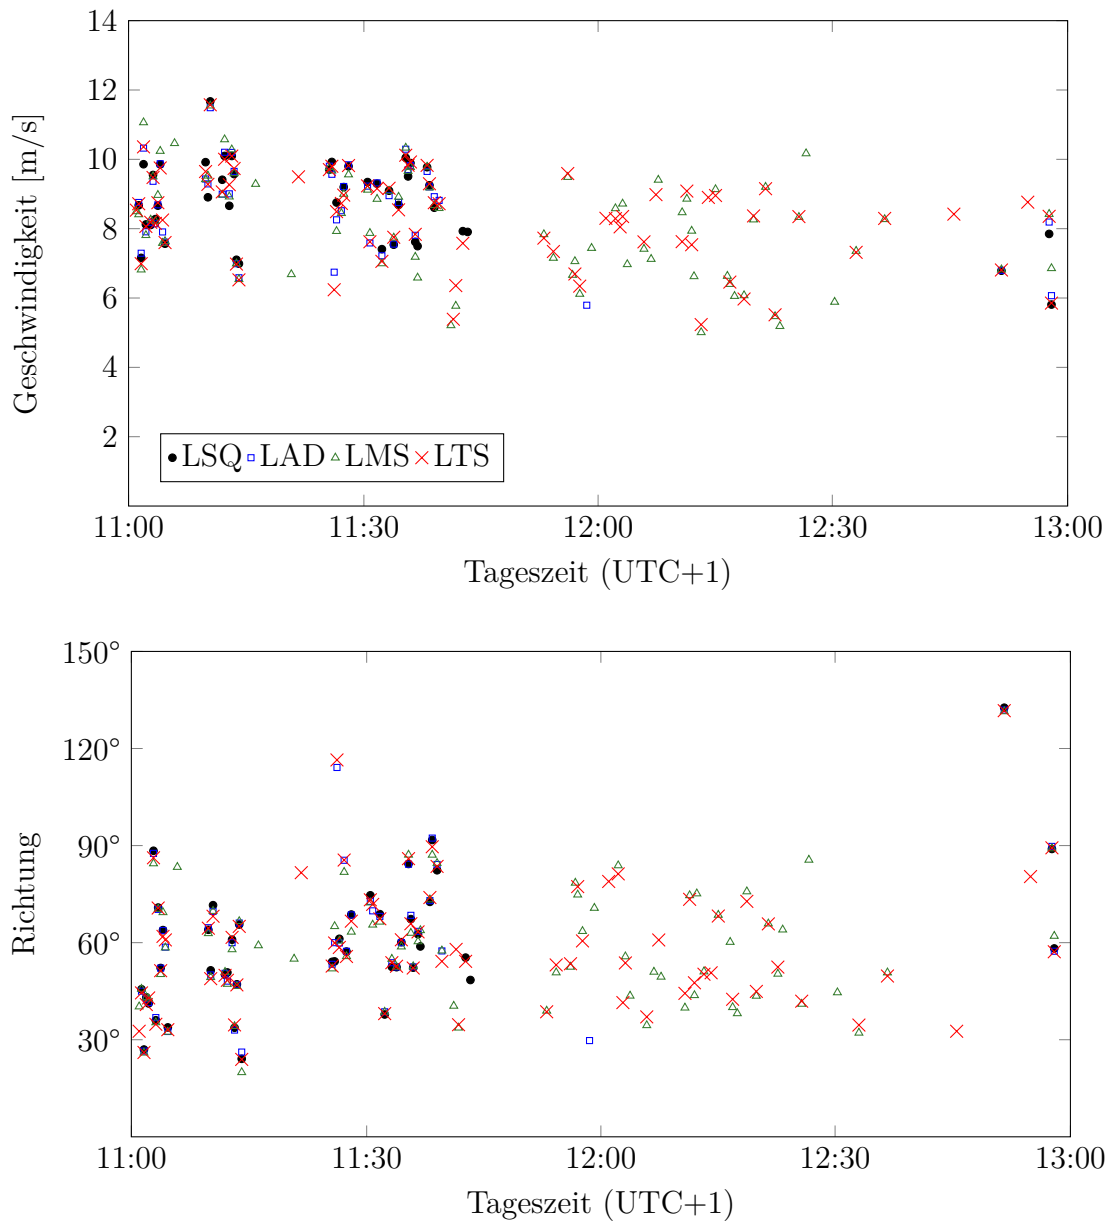 14
12
10
8
6
4
2
Geschwindigkeit [m/s]
LSQ LAD LMS LTS
11:00 11:30 12:00 12:30 13:00
Tageszeit (UTC+1)
150°
120°
90°
60°
30°
Richtung
11:00 11:30 12:00 12:30 13:00
Tageszeit (UTC+1)